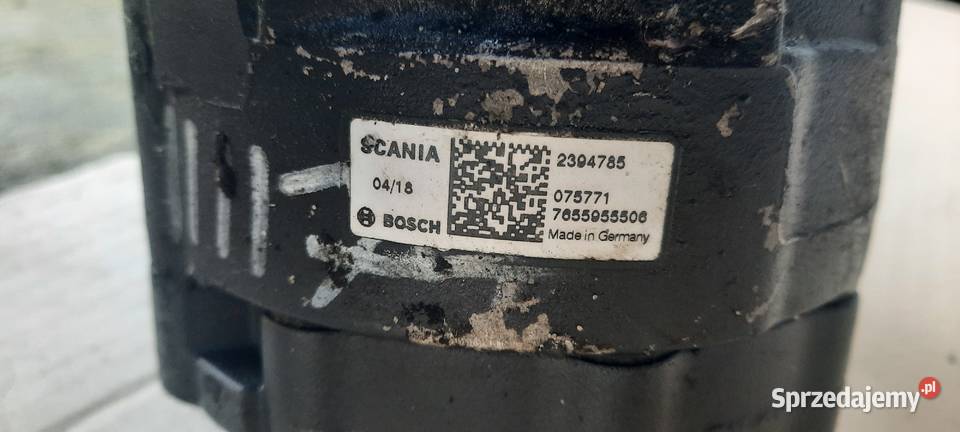 SCANIA
04/18
BOSCH
2394785
075771
7655955506
Made in Germany
Sprzedajemy.pl